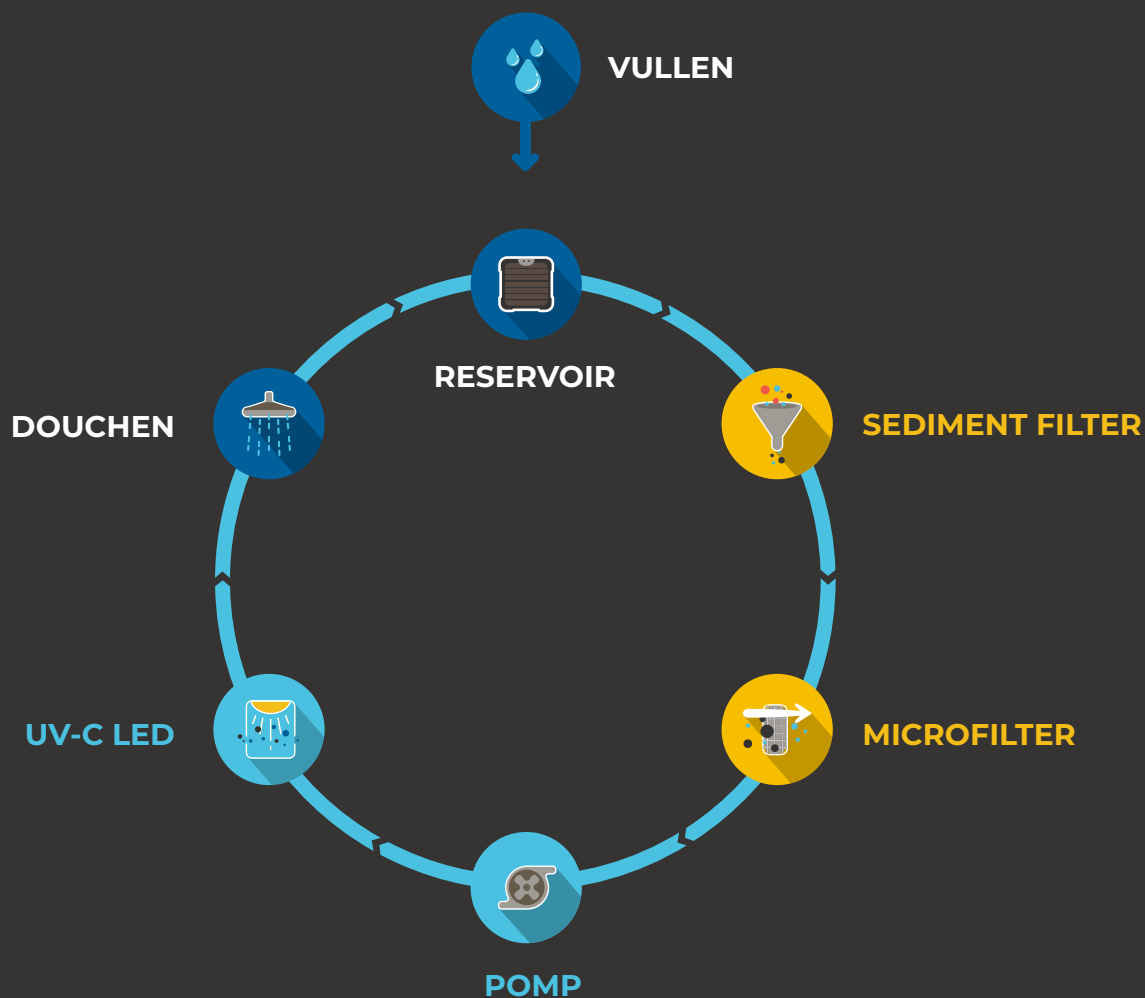 VULLEN
RESERVOIR
DOUCHEN
SEDIMENT FILTER
UV-C LED
MICROFILTER
POMP